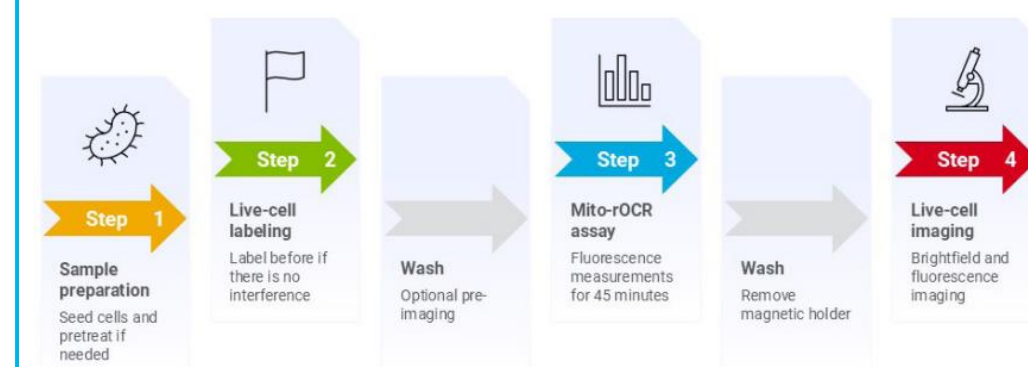 Step 1
Sample
preparation
Seed cells and
pretreat if
needed
Step 2
Live-cell
labeling
Label before if
there is no
interference
Wash
Optional pre-
imaging
Step 3
Mito-rOCR
assay
Fluorescence
measurements
for 45 minutes
Wash
Remove
magnetic holder
Step 4
Live-cell
imaging
Brightfield and
fluorescence
imaging